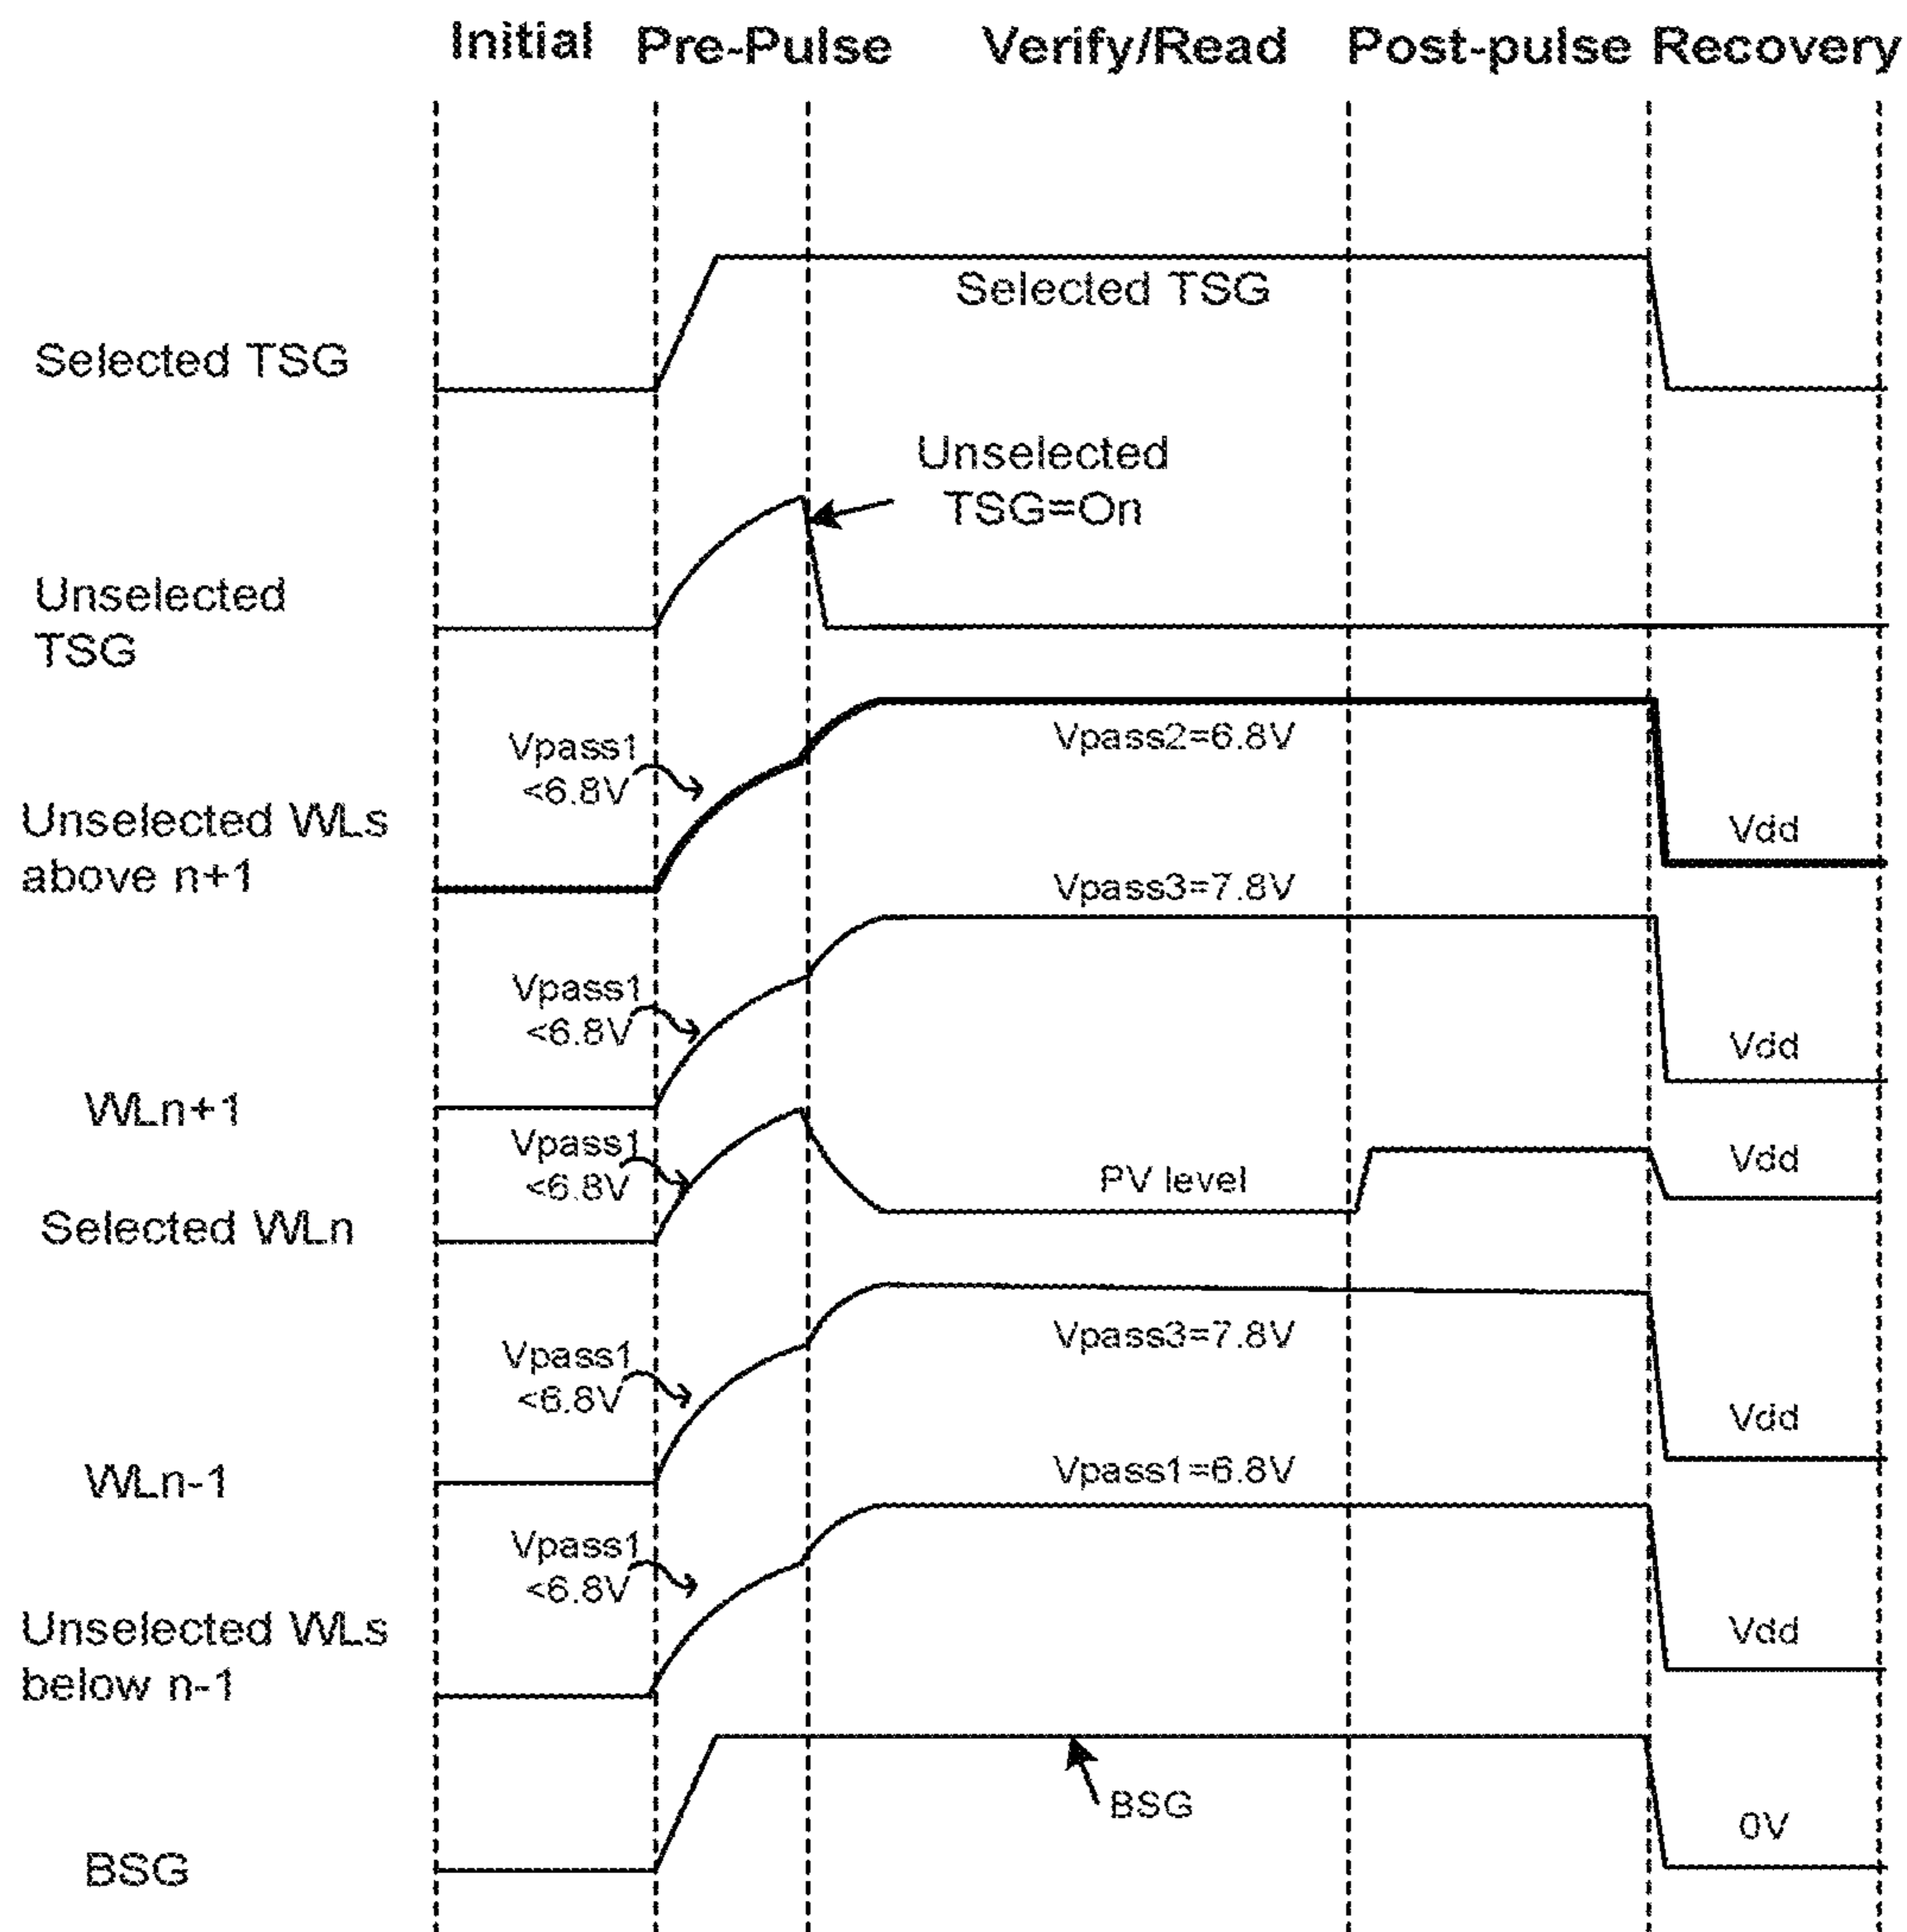 Initial Pre-Pulse Verify/Read Post-pulse Recovery
Selected TSG
Selected TSG
Unselected
TSG=On
Unselected
TSG
Vpass1
<6.8V
Vpass2=6.8V
Unselected WLs
above n+1
Vdd
Vpass3=7.8V
Vpass1
<6.8V
Vdd
WLn+1
Vpass1
<6.8V
PV level
Vdd
Selected WLn
Vpass1
<6.8V
Vpass3=7.8V
Vdd
WLn-1
Vpass1=6.8V
Vpass1
<6.8V
Unselected WLs
below n-1
Vdd
BSG
0V
BSG